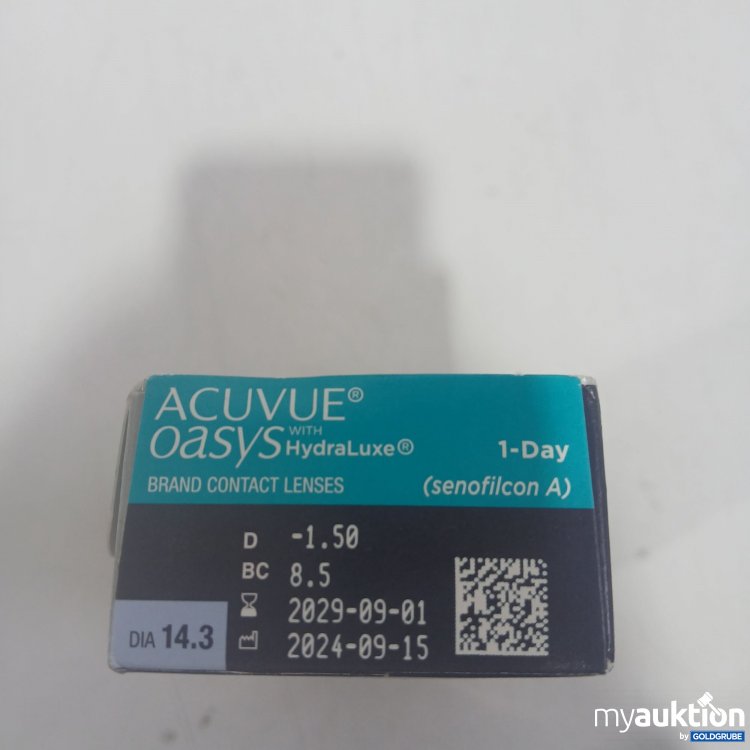 ACUVUE®
oasys WITH HydraLuxe® 1-Day
BRAND CONTACT LENSES (senofilcon A)
D -1.50
BC 8.5
2029-09-01
DIA 14.3 2024-09-15
myauktion
by GOLDGRUBE